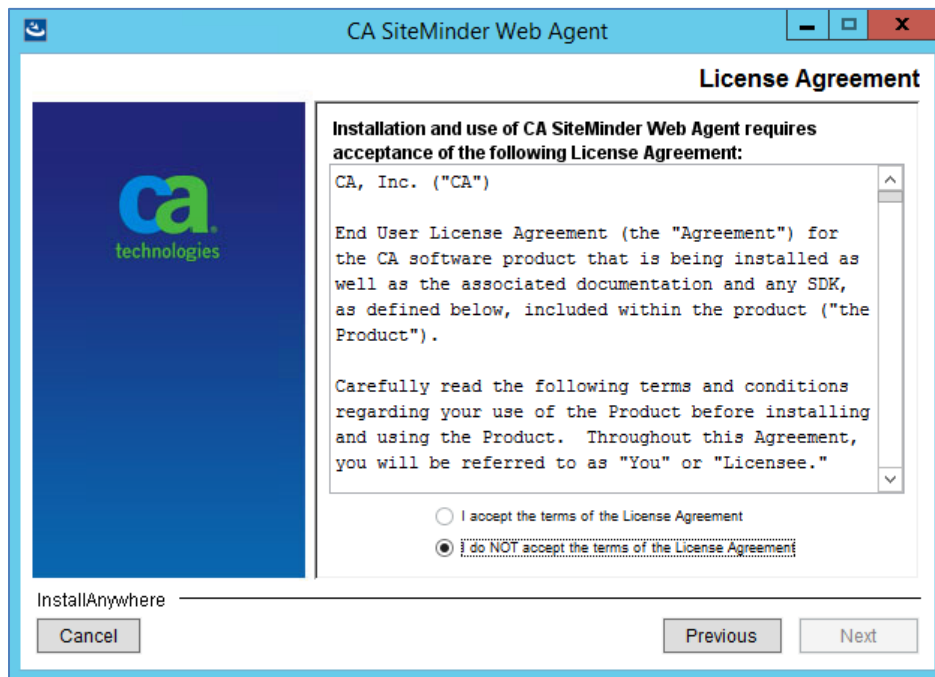 CA SiteMinder Web Agent
License Agreement
ca
technologies
Installation and use of CA SiteMinder Web Agent requires
acceptance of the following License Agreement:
CA, Inc. ("CA")
End User License Agreement (the "Agreement") for
the CA software product that is being installed as
well as the associated documentation and any SDK,
as defined below, included within the product ("the
Product").
Carefully read the following terms and conditions
regarding your use of the Product before installing
and using the Product.  Throughout this Agreement,
you will be referred to as "You" or "Licensee."
I accept the terms of the License Agreement
I do NOT accept the terms of the License Agreement
InstallAnywhere
Cancel
Previous
Next